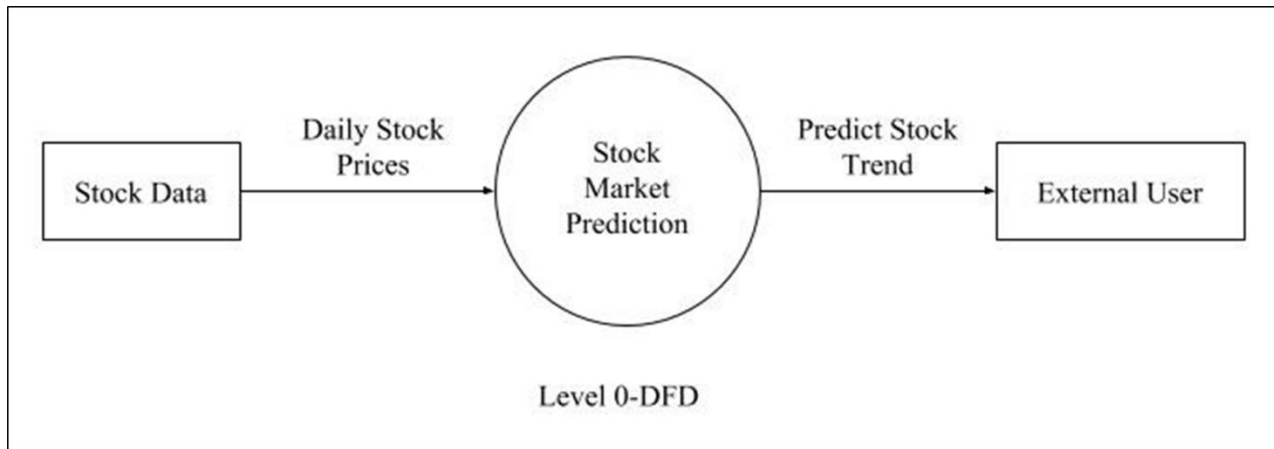 Stock Data
Daily Stock
Prices
Stock
Market
Prediction
Predict Stock
Trend
External User
Level 0-DFD